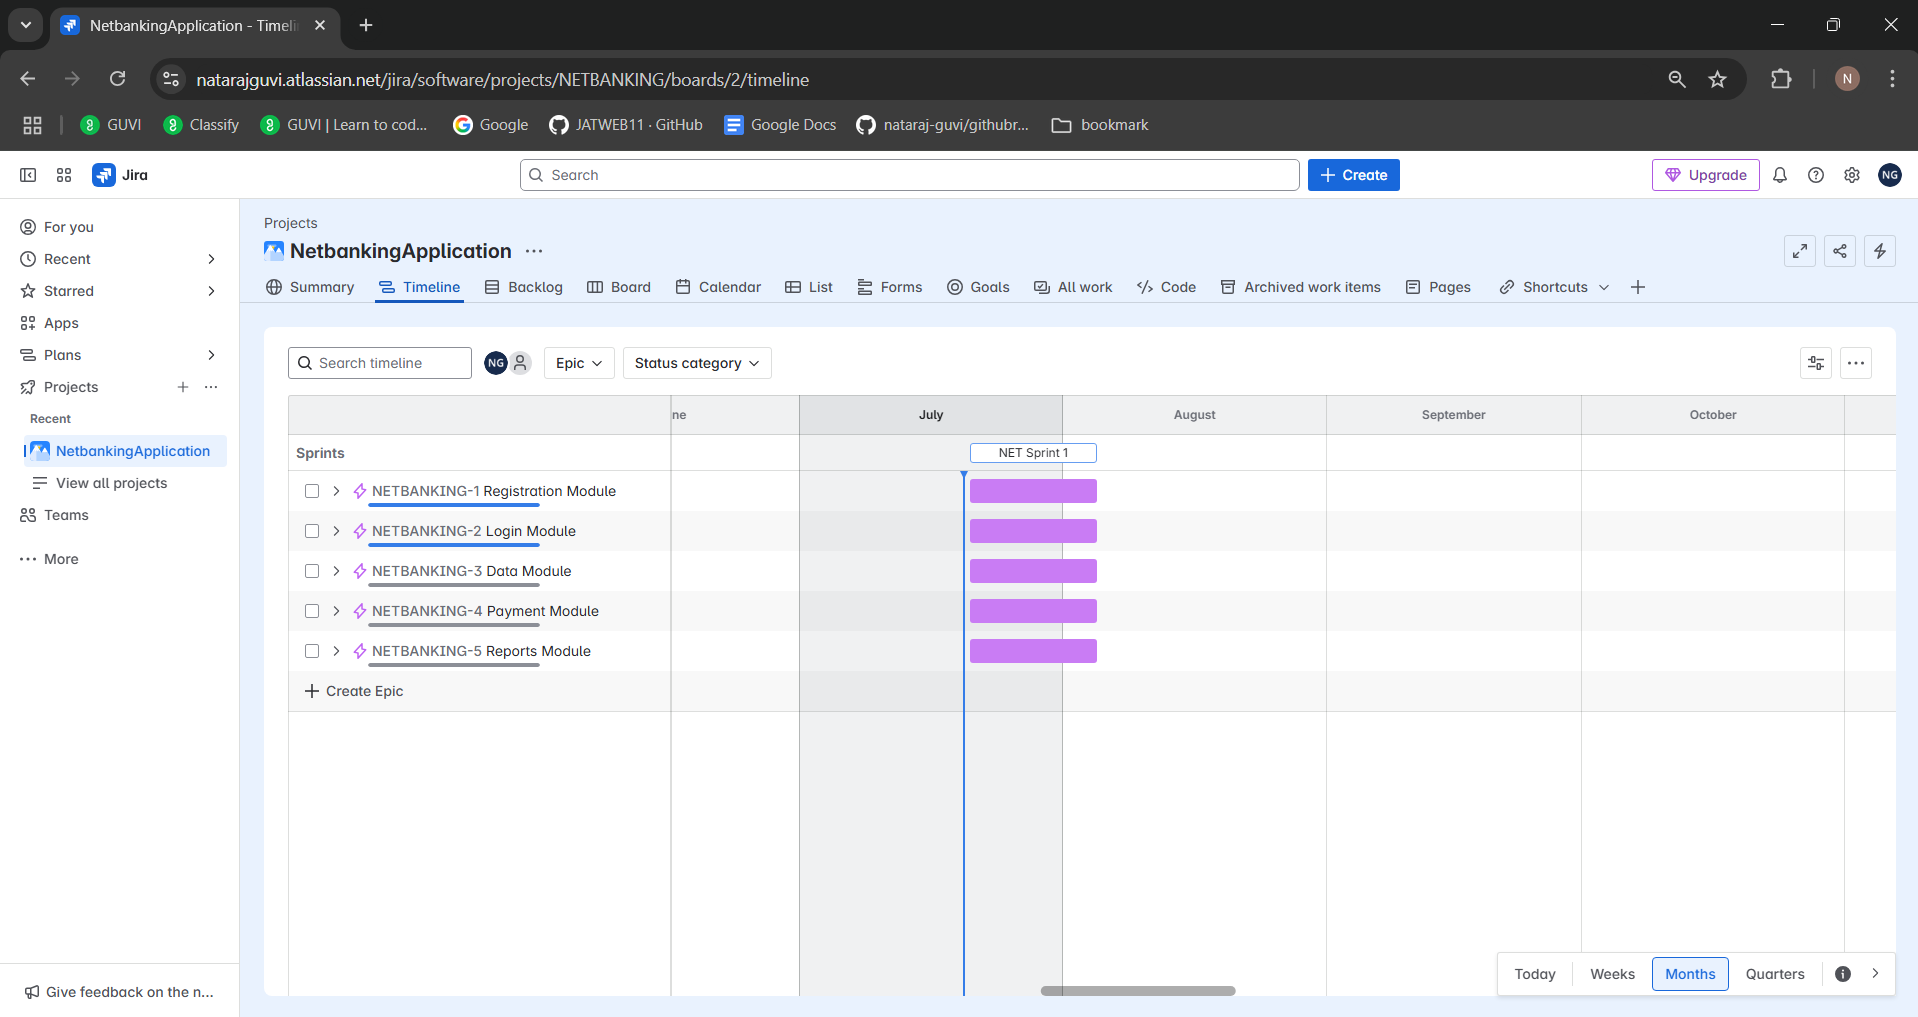 NetbankingApplication - Timeli
natarajguvi.atlassian.net/jira/software/projects/NETBANKING/boards/2/timeline
N
GUVI Classify GUVI | Learn to cod... Google JATWEB11 · GitHub Google Docs nataraj-guvi/githubr... bookmark
Jira Search Create Upgrade NG
For you
Recent
Starred
Apps
Plans
Projects
Recent
NetbankingApplication
View all projects
Teams
More
Give feedback on the n...
Projects
NetbankingApplication
Summary Timeline Backlog Board Calendar List Forms Goals All work Code Archived work items Pages Shortcuts
Search timeline NG Epic Status category
ne July August September October
Sprints NET Sprint 1
NETBANKING-1 Registration Module
NETBANKING-2 Login Module
NETBANKING-3 Data Module
NETBANKING-4 Payment Module
NETBANKING-5 Reports Module
Create Epic
Today Weeks Months Quarters